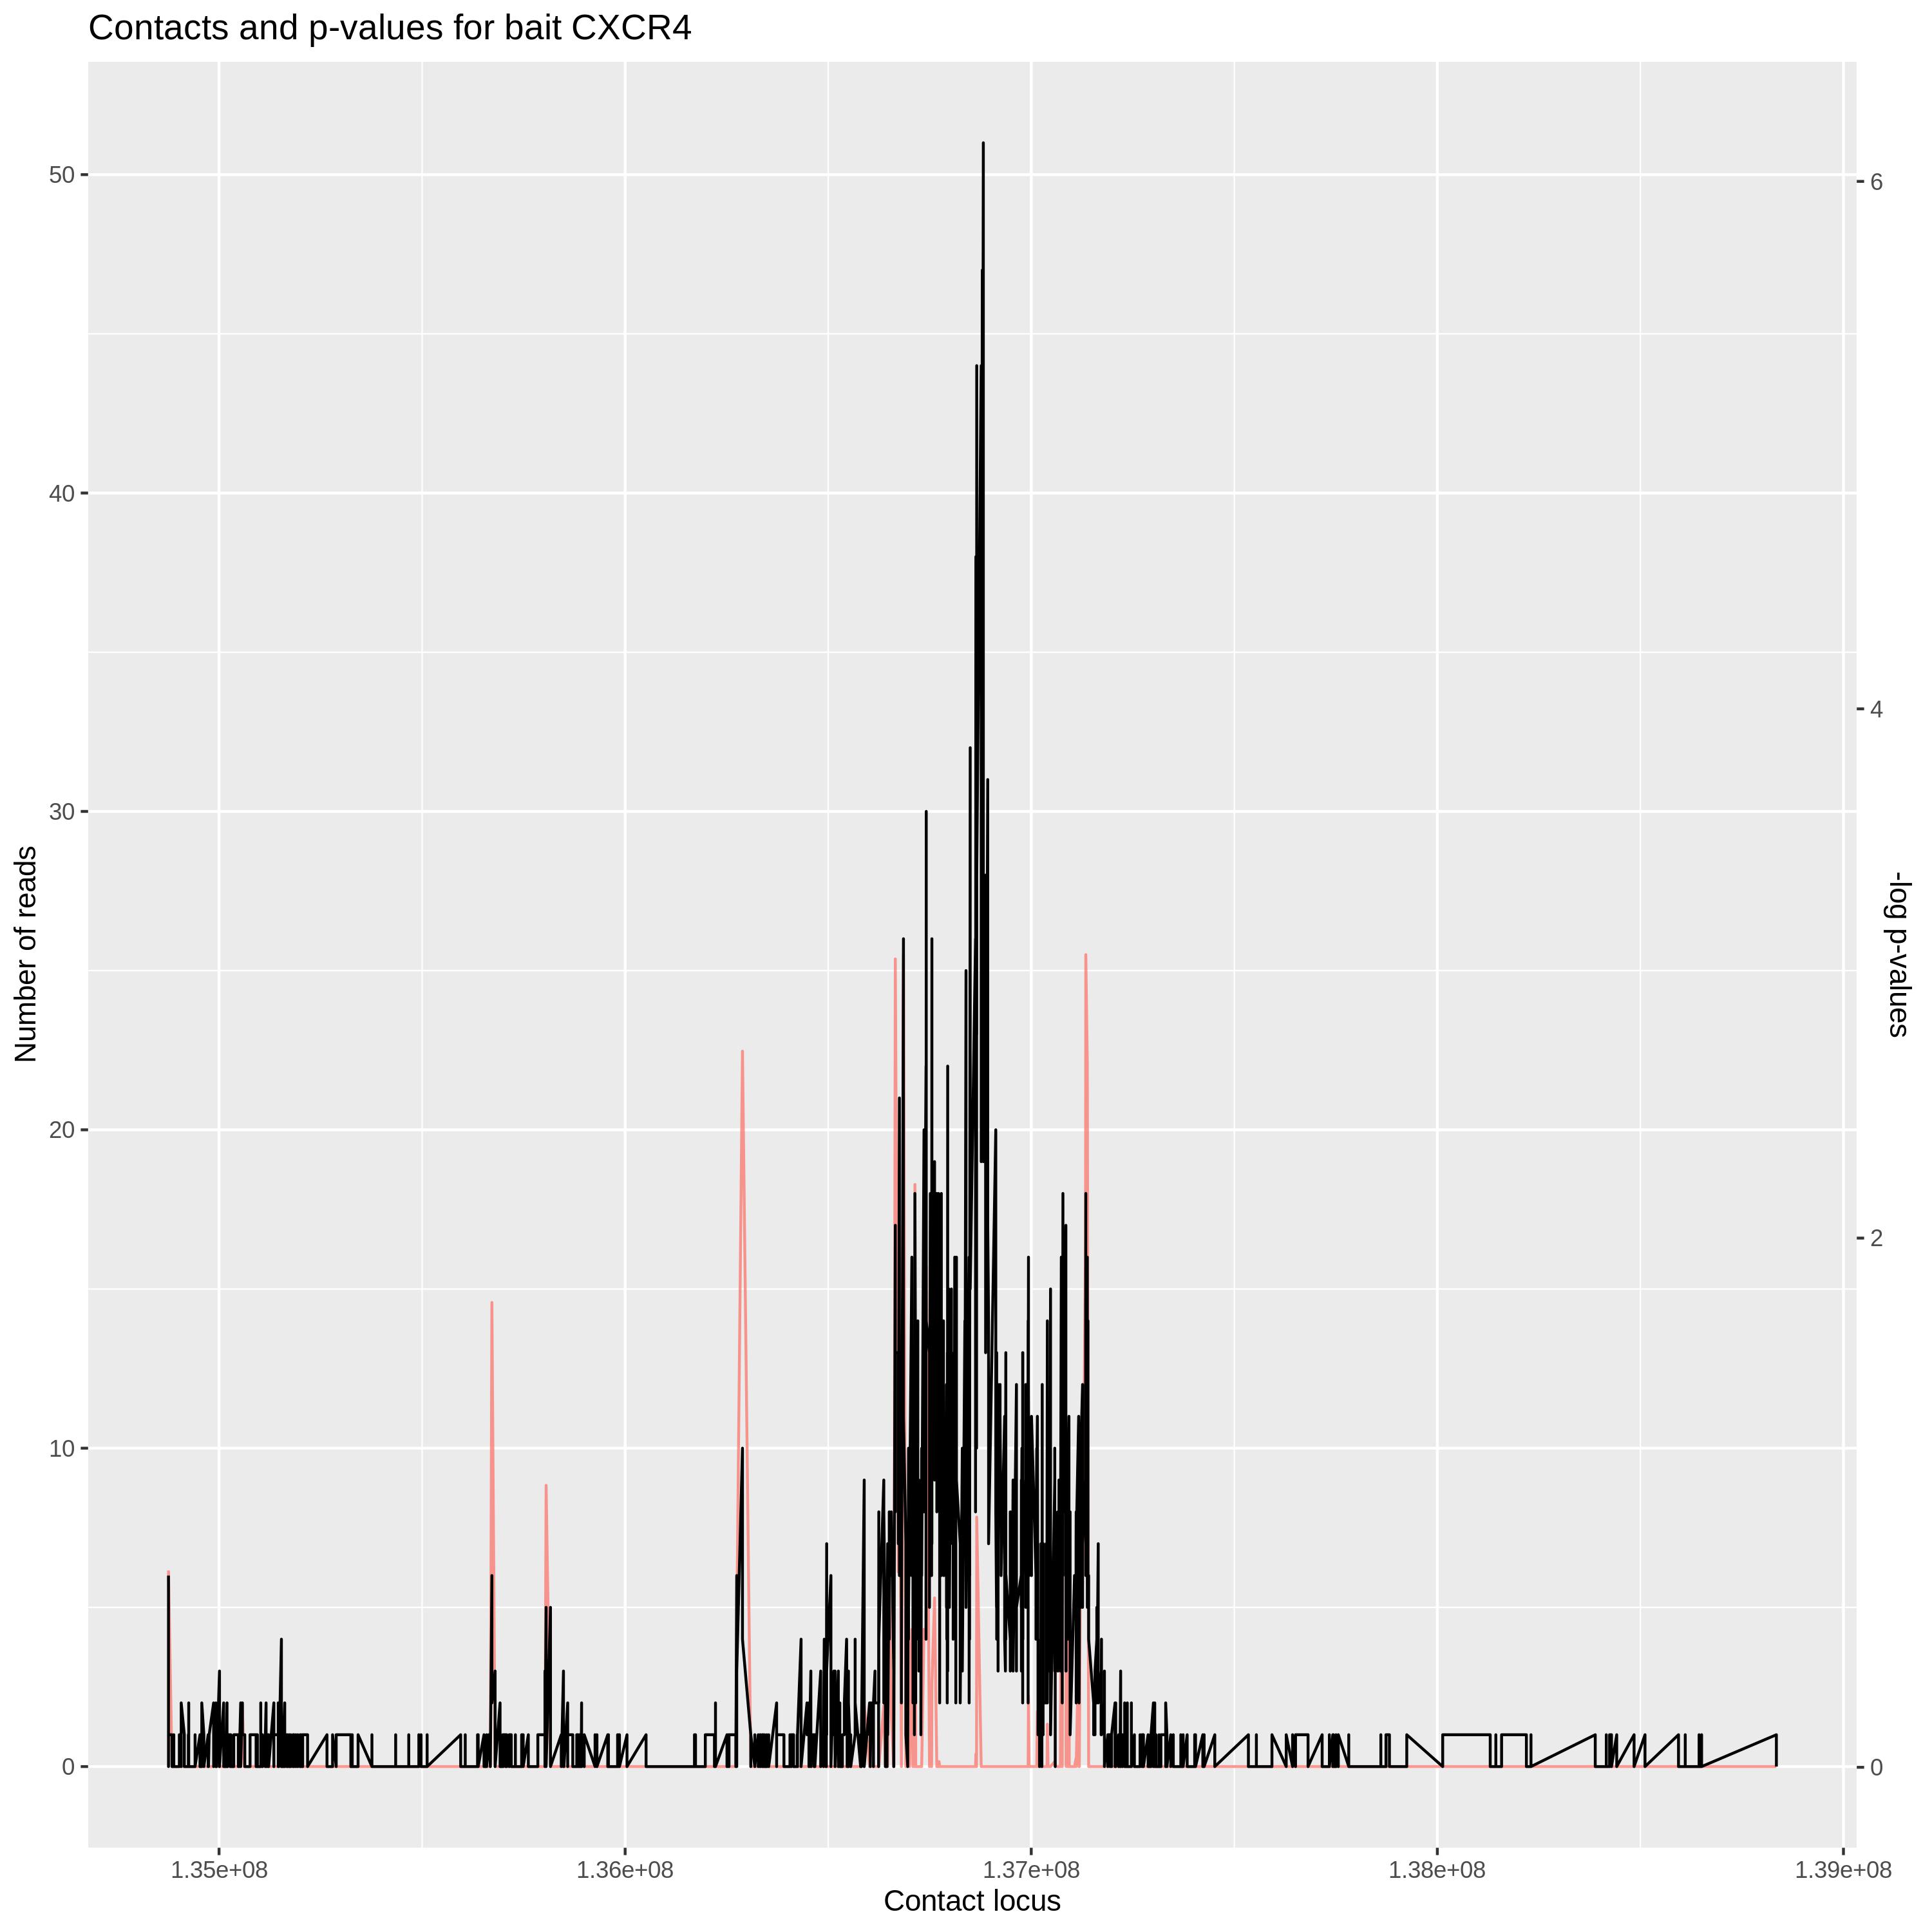 Contacts and p-values for bait CXCR4
50
40
30
20
10
0
Number of reads
6
4
2
0
-log p-values
1.35e+08 1.36e+08 1.37e+08 1.38e+08 1.39e+08
Contact locus